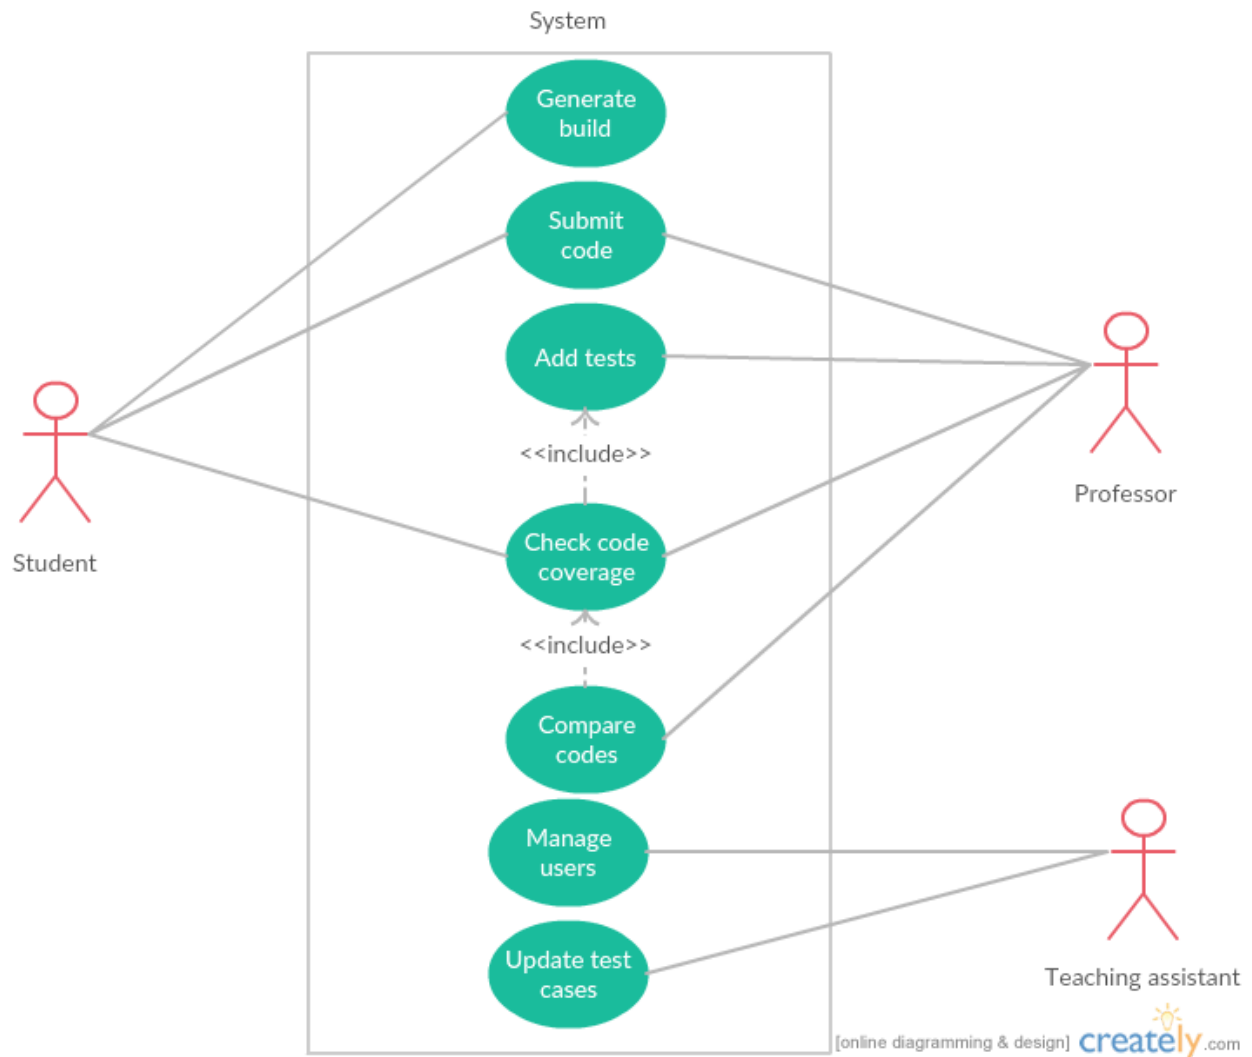 System
Generate
build
Submit
code
Add tests
<<include>>
Check code
coverage
<<include>>
Compare
codes
Manage
users
Update test
cases
Student
Professor
Teaching assistant
[online diagramming & design] creately.com